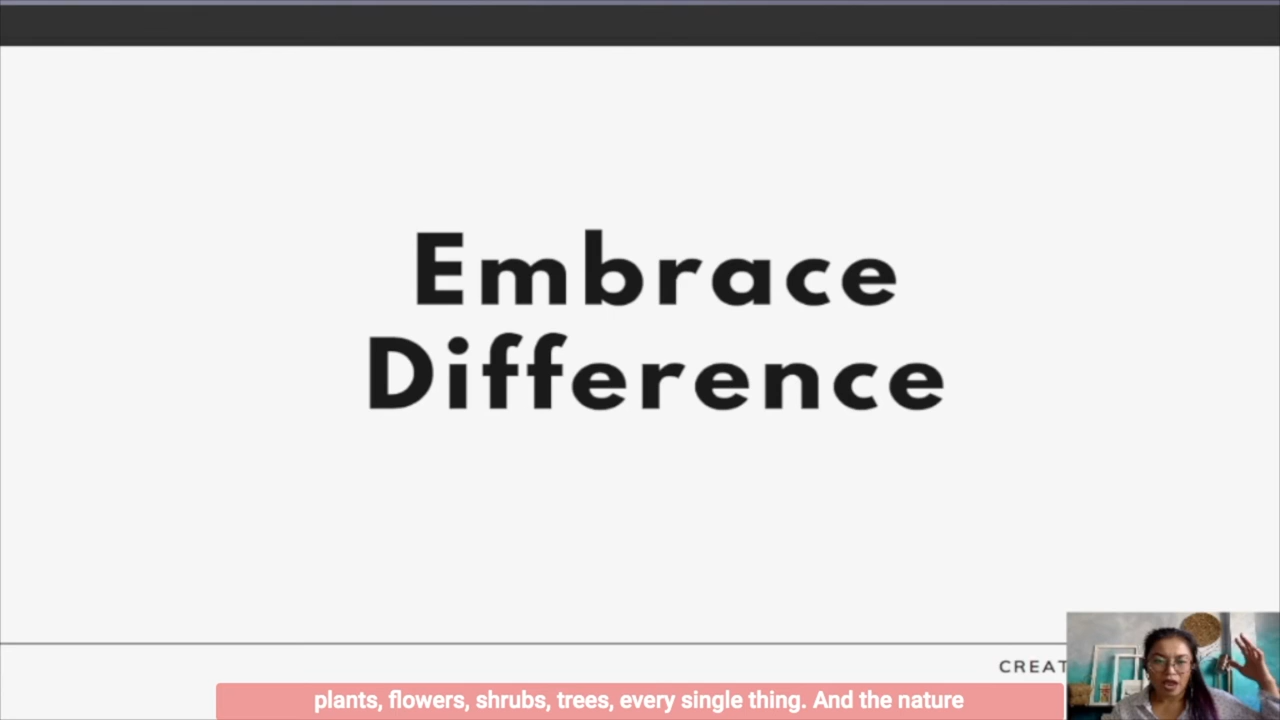 Embrace
Difference
CREAT
plants, flowers, shrubs, trees, every single thing. And the nature